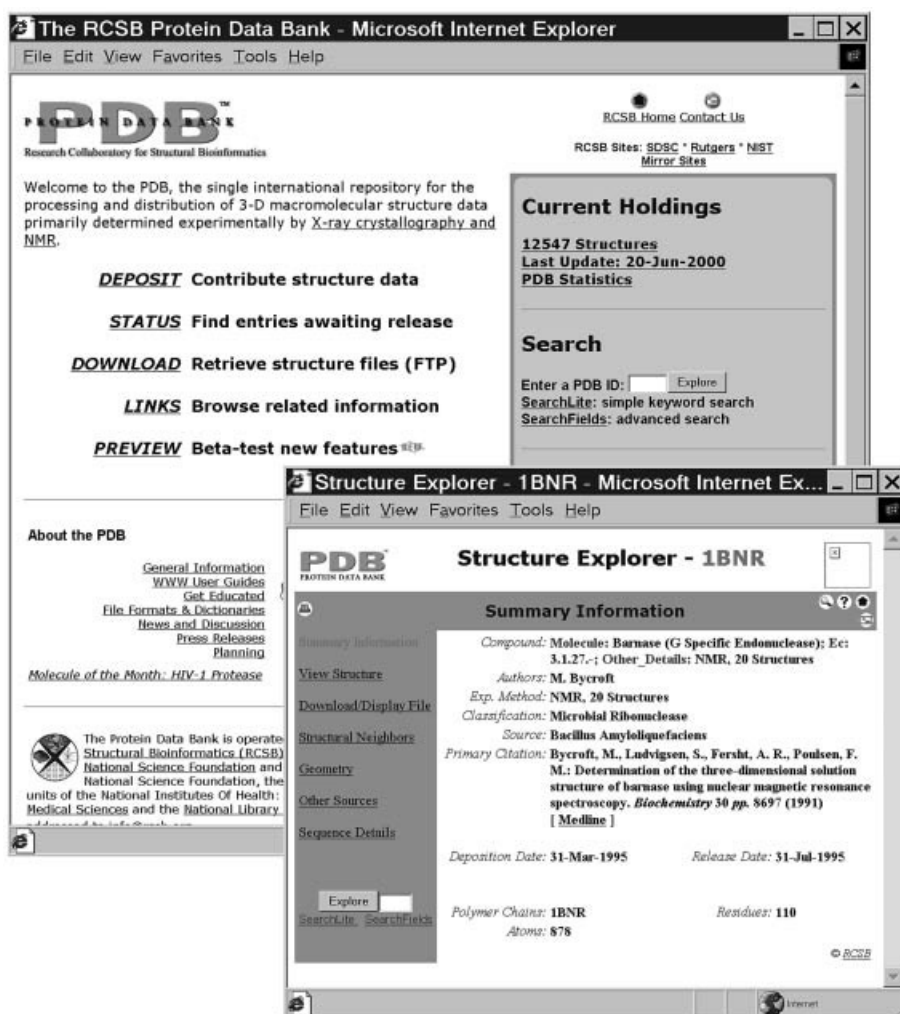 The RCSB Protein Data Bank - Microsoft Internet Explorer
File Edit View Favorites Tools Help
PDB™
PROTEIN DATA BANK
Research Collaboratory for Structural Bioinformatics
RCSB Home Contact Us
RCSB Sites: SDSC * Rutgers * NIST
Mirror Sites
Welcome to the PDB, the single international repository for the
processing and distribution of 3-D macromolecular structure data
primarily determined experimentally by X-ray crystallography and
NMR.
DEPOSIT Contribute structure data
STATUS Find entries awaiting release
DOWNLOAD Retrieve structure files (FTP)
LINKS Browse related information
PREVIEW Beta-test new features
Current Holdings
12547 Structures
Last Update: 20-Jun-2000
PDB Statistics
Search
Enter a PDB ID: Explore
SearchLite: simple keyword search
SearchFields: advanced search
About the PDB
General Information
WWW User Guides
Get Educated
File Formats & Dictionaries
News and Discussion
Press Releases
Planning
Molecule of the Month: HIV-1 Protease
The Protein Data Bank is operate
Structural Bioinformatics (RCSB)
National Science Foundation and
National Science Foundation, the
units of the National Institutes Of Health:
Medical Sciences and the National Library
Structure Explorer - 1BNR - Microsoft Internet Ex...
File Edit View Favorites Tools Help
PDB
PROTEIN DATA BANK
Structure Explorer - 1BNR
Summary Information
Summary Information
View Structure
Download/Display File
Structural Neighbors
Geometry
Other Sources
Sequence Details
Explore
SearchLite SearchFields
Compound: Molecule: Barnase (G Specific Endonuclease); Ec:
3.1.27.-; Other_Details: NMR, 20 Structures
Authors: M. Bycroft
Exp. Method: NMR, 20 Structures
Classification: Microbial Ribonuclease
Source: Bacillus Amyloliquefaciens
Primary Citation: Bycroft, M., Ludvigsen, S., Fersht, A. R., Poulsen, F.
M.: Determination of the three-dimensional solution
structure of barnase using nuclear magnetic resonance
spectroscopy. Biochemistry 30 pp. 8697 (1991)
[ Medline ]
Deposition Date: 31-Mar-1995 Release Date: 31-Jul-1995
Polymer Chains: 1BNR Residues: 110
Atoms: 878
© RCSB
Internet